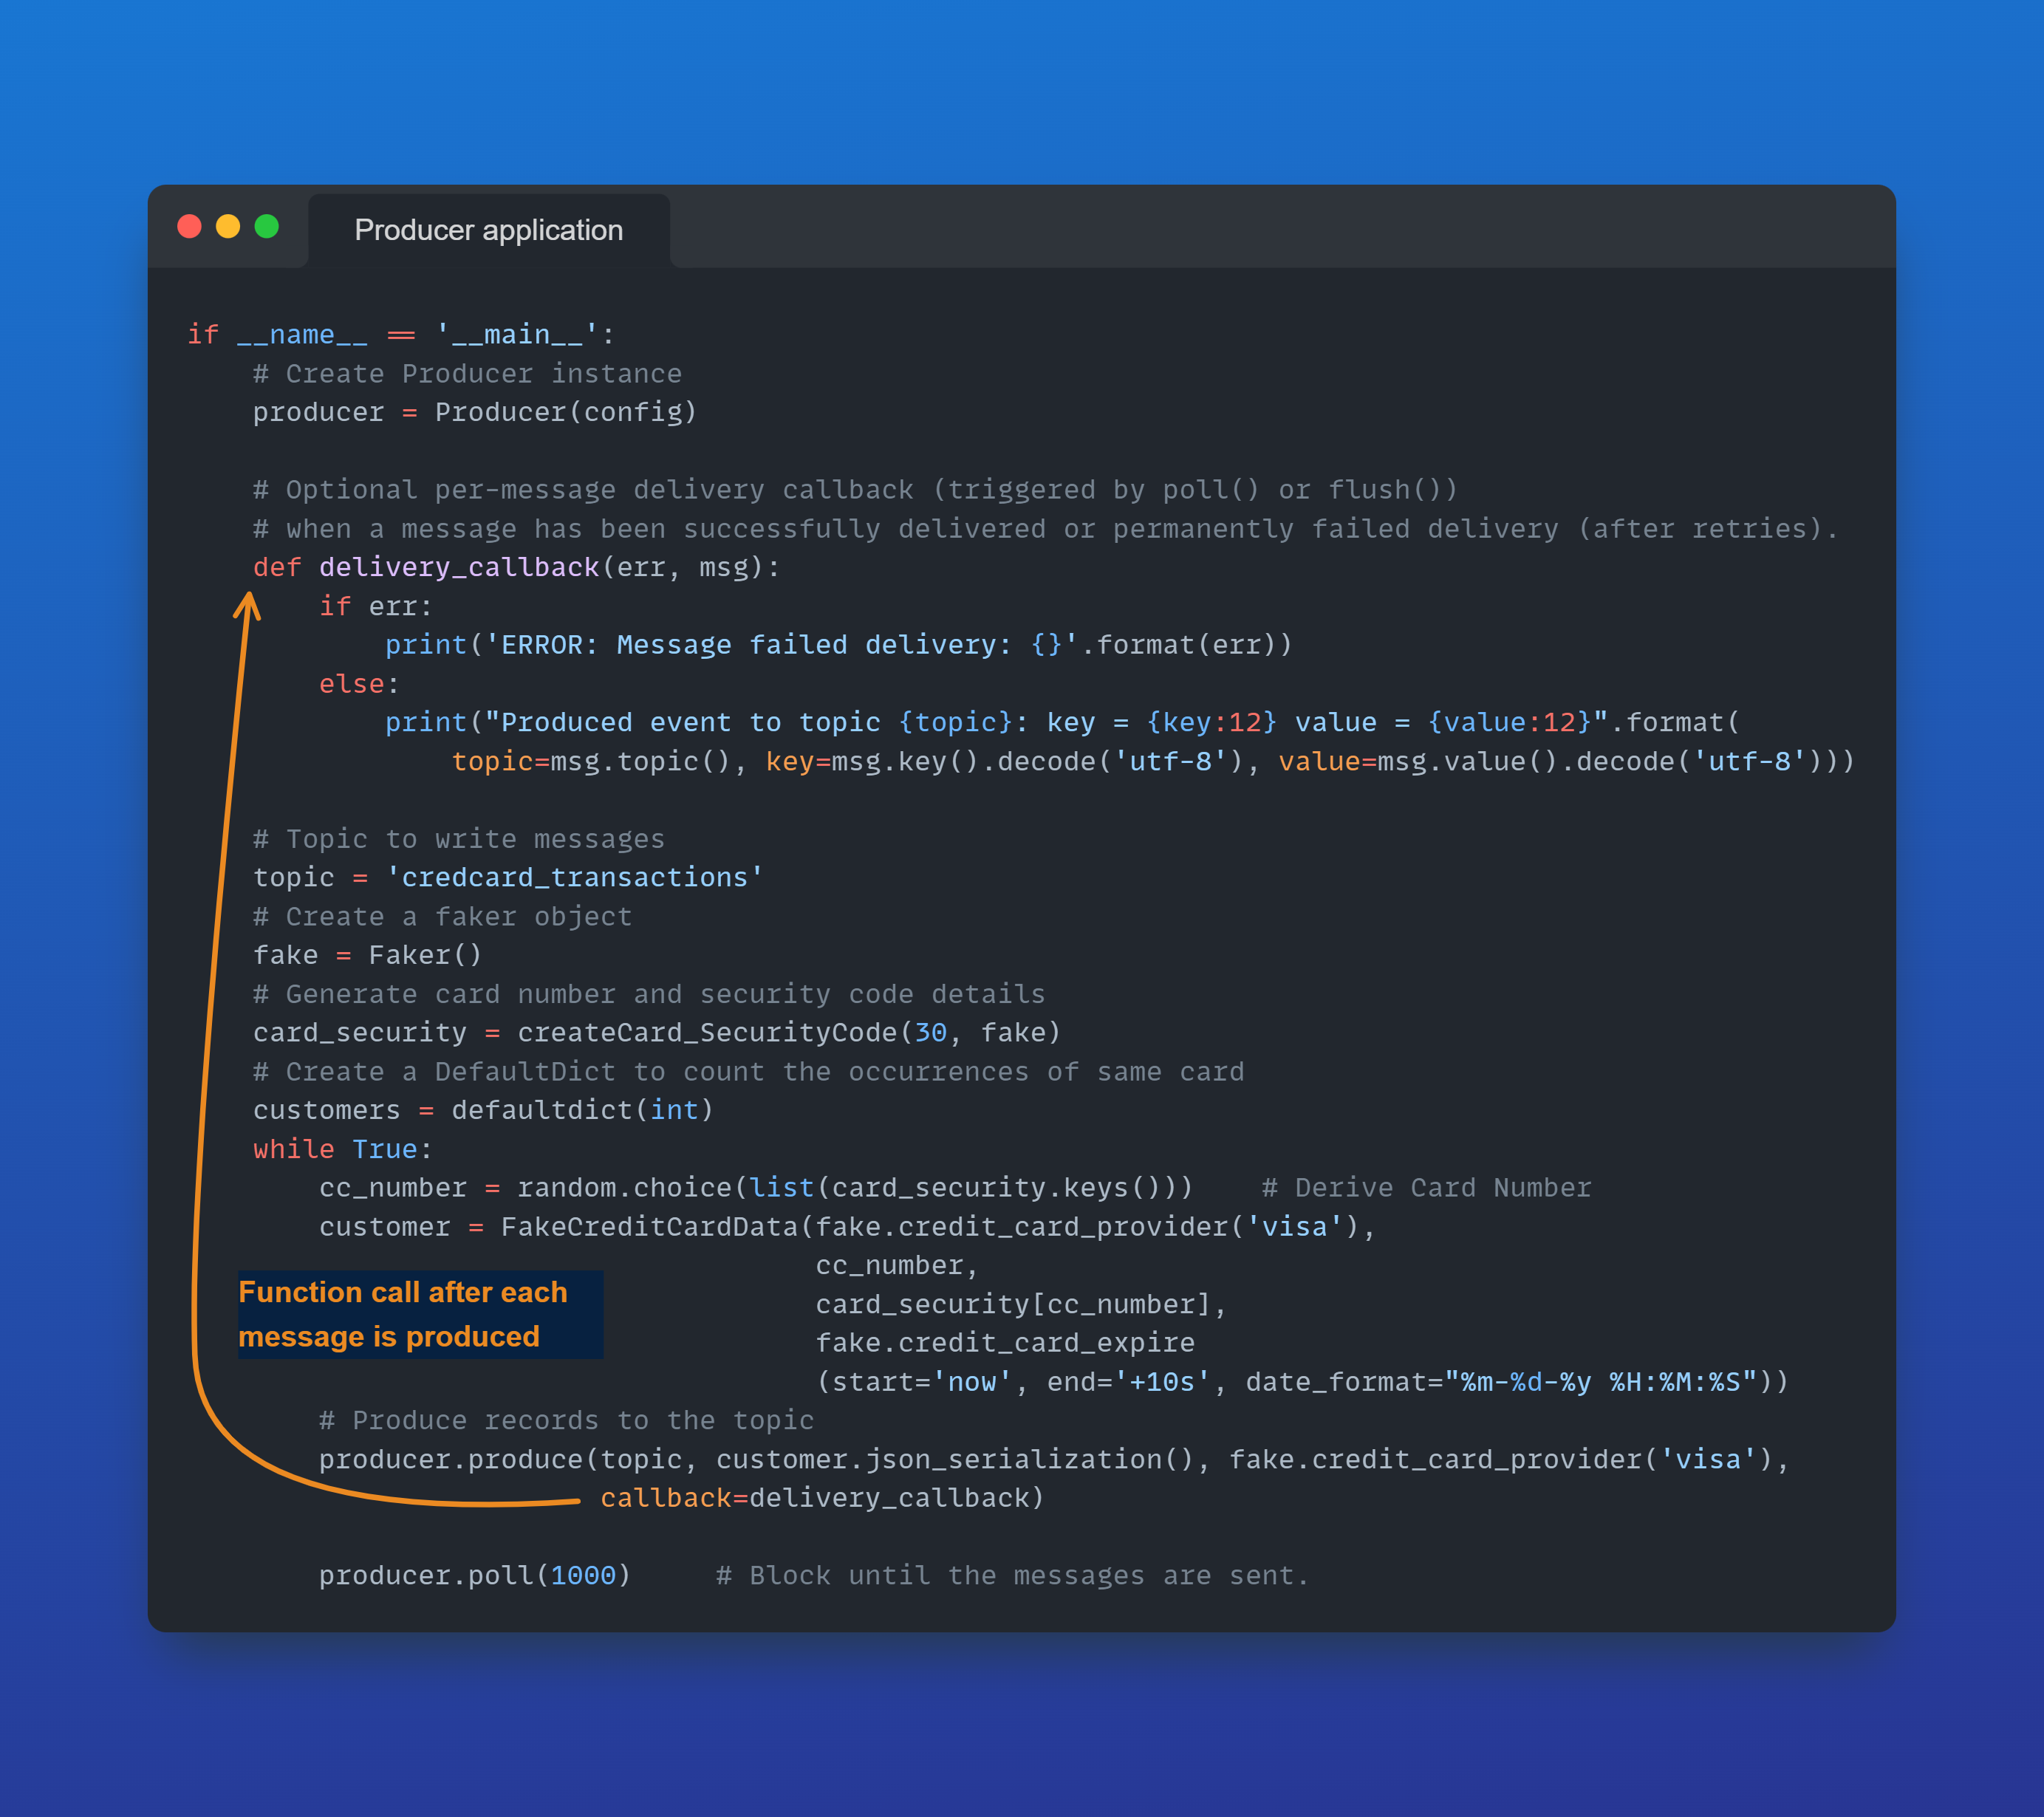 Producer application
if __name__ == '__main__':
    # Create Producer instance
    producer = Producer(config)
    # Optional per-message delivery callback (triggered by poll() or flush())
    # when a message has been successfully delivered or permanently failed delivery (after retries).
    def delivery_callback(err, msg):
        if err:
            print('ERROR: Message failed delivery: {}'.format(err))
        else:
            print("Produced event to topic {topic}: key = {key:12} value = {value:12}".format(
                topic=msg.topic(), key=msg.key().decode('utf-8'), value=msg.value().decode('utf-8')))
    # Topic to write messages
    topic = 'credcard_transactions'
    # Create a faker object
    fake = Faker()
    # Generate card number and security code details
    card_security = createCard_SecurityCode(30, fake)
    # Create a DefaultDict to count the occurrences of same card
    customers = defaultdict(int)
    while True:
        cc_number = random.choice(list(card_security.keys()))    # Derive Card Number
        customer = FakeCreditCardData(fake.credit_card_provider('visa'),
                                      cc_number,
                                      card_security[cc_number],
                                      fake.credit_card_expire
                                      (start='now', end='+10s', date_format="%m-%d-%y %H:%M:%S"))
Function call after each
message is produced
        # Produce records to the topic
        producer.produce(topic, customer.json_serialization(), fake.credit_card_provider('visa'),
                         callback=delivery_callback)
        producer.poll(1000)     # Block until the messages are sent.